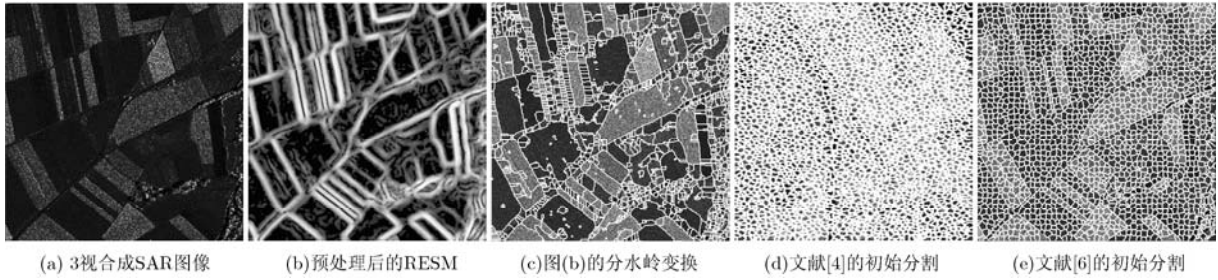 (a) 3视合成SAR图像
(b)预处理后的RESM
(c)图(b)的分水岭变换
(d)文献[4]的初始分割
(e)文献[6]的初始分割